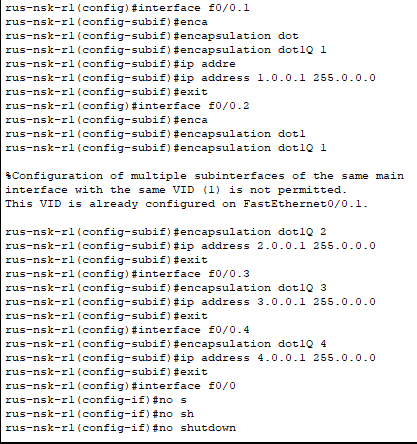 rus-nsk-r1(config)#interface f0/0.1
rus-nsk-r1(config-subif)#enca
rus-nsk-r1(config-subif)#encapsulation dot
rus-nsk-r1(config-subif)#encapsulation dot1Q 1
rus-nsk-r1(config-subif)#ip addre
rus-nsk-r1(config-subif)#ip address 1.0.0.1 255.0.0.0
rus-nsk-r1(config-subif)#exit
rus-nsk-r1(config)#interface f0/0.2
rus-nsk-r1(config-subif)#enca
rus-nsk-r1(config-subif)#encapsulation dot1
rus-nsk-r1(config-subif)#encapsulation dot1Q 1
%Configuration of multiple subinterfaces of the same main
interface with the same VID (1) is not permitted.
This VID is already configured on FastEthernet0/0.1.
rus-nsk-r1(config-subif)#encapsulation dot1Q 2
rus-nsk-r1(config-subif)#ip address 2.0.0.1 255.0.0.0
rus-nsk-r1(config-subif)#exit
rus-nsk-r1(config)#interface f0/0.3
rus-nsk-r1(config-subif)#encapsulation dot1Q 3
rus-nsk-r1(config-subif)#ip address 3.0.0.1 255.0.0.0
rus-nsk-r1(config-subif)#exit
rus-nsk-r1(config)#interface f0/0.4
rus-nsk-r1(config-subif)#encapsulation dot1Q 4
rus-nsk-r1(config-subif)#ip address 4.0.0.1 255.0.0.0
rus-nsk-r1(config-subif)#exit
rus-nsk-r1(config)#interface f0/0
rus-nsk-r1(config-if)#no s
rus-nsk-r1(config-if)#no sh
rus-nsk-r1(config-if)#no shutdown